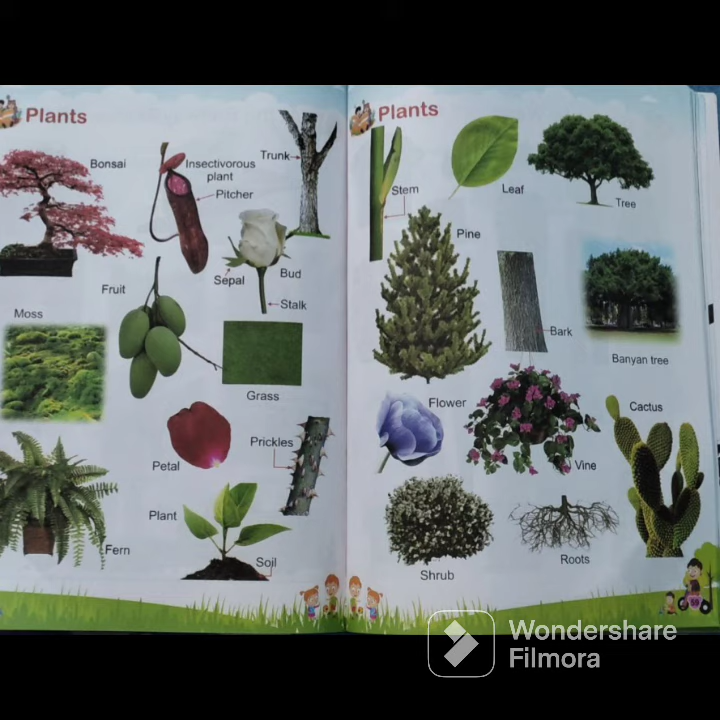 Plants
Bonsai
Insectivorous
plant
Pitcher
Trunk
Sepal
Bud
Stalk
Fruit
Moss
Grass
Petal
Prickles
Plant
Fern
Soil
Plants
Stem
Leaf
Tree
Pine
Bark
Banyan tree
Flower
Vine
Cactus
Shrub
Roots
Wondershare
Filmora